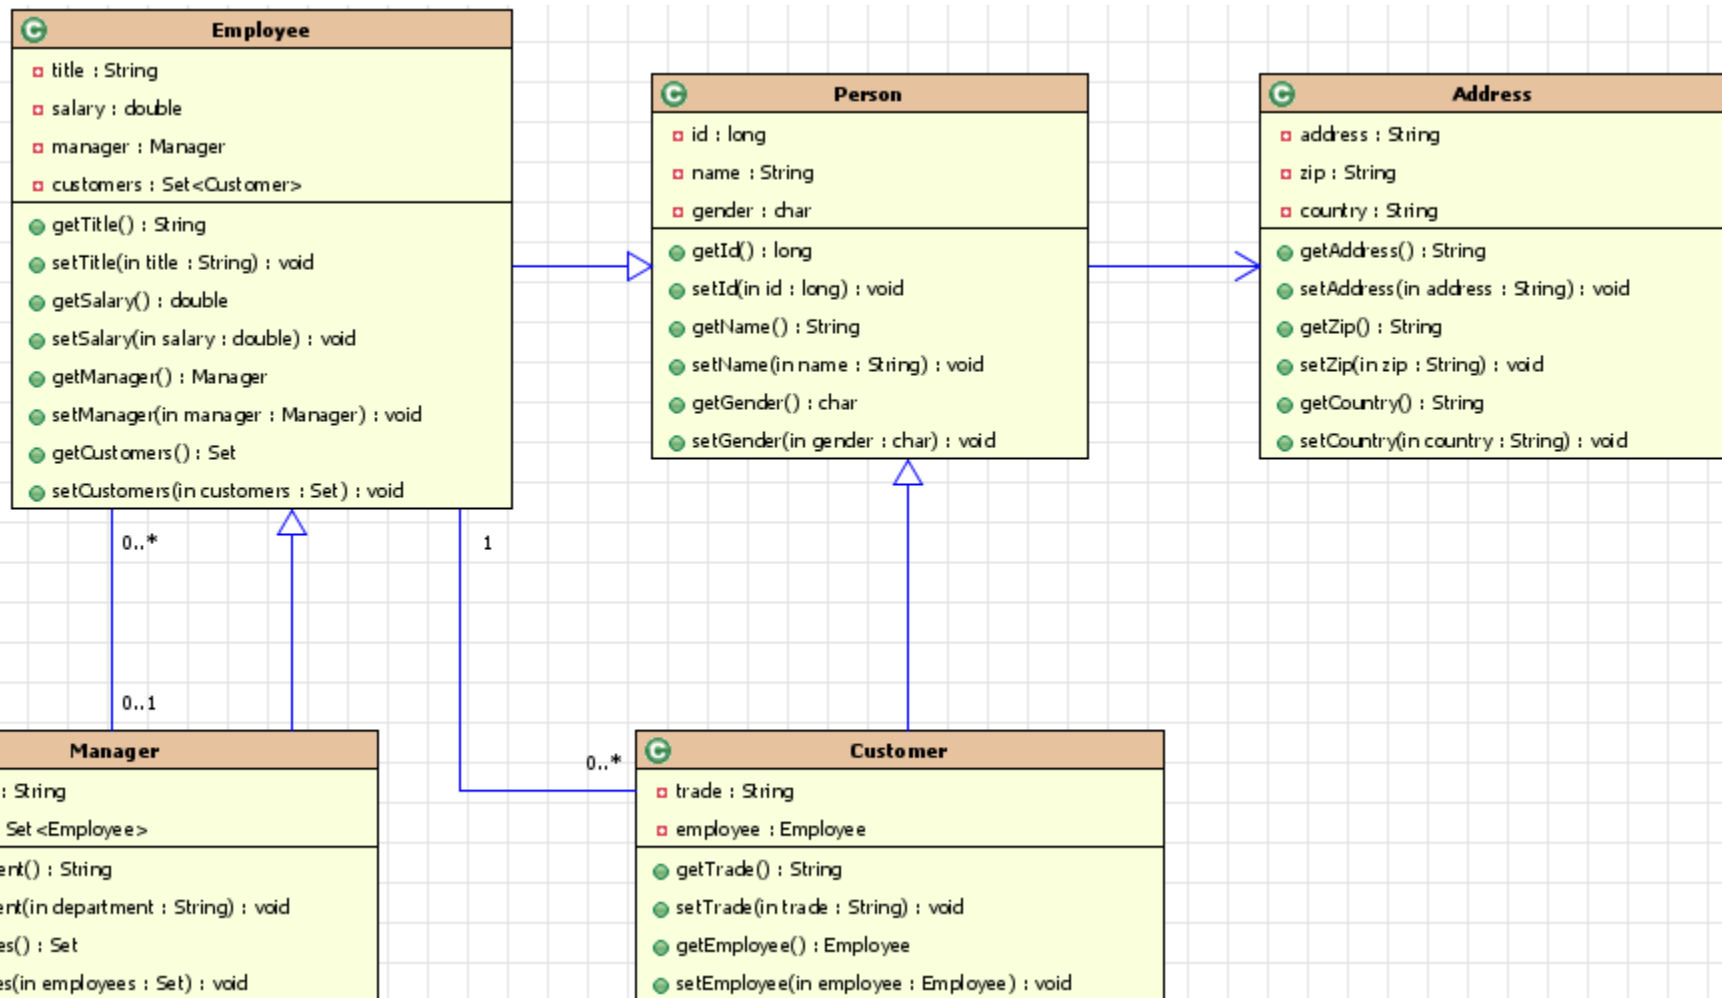 Employee
title : String
salary : double
manager : Manager
customers : Set<Customer>
getTitle() : String
setTitle(in title : String) : void
getSalary() : double
setSalary(in salary : double) : void
getManager() : Manager
setManager(in manager : Manager) : void
getCustomers() : Set
setCustomers(in customers : Set) : void
Person
id : long
name : String
gender : char
getId() : long
setId(in id : long) : void
getName() : String
setName(in name : String) : void
getGender() : char
setGender(in gender : char) : void
Address
address : String
zip : String
country : String
getAddress() : String
setAddress(in address : String) : void
getZip() : String
setZip(in zip : String) : void
getCountry() : String
setCountry(in country : String) : void
0..*
1
0..1
0..*
Manager
: String
Set<Employee>
ent() : String
ent(in department : String) : void
es() : Set
es(in employees : Set) : void
Customer
trade : String
employee : Employee
getTrade() : String
setTrade(in trade : String) : void
getEmployee() : Employee
setEmployee(in employee : Employee) : void